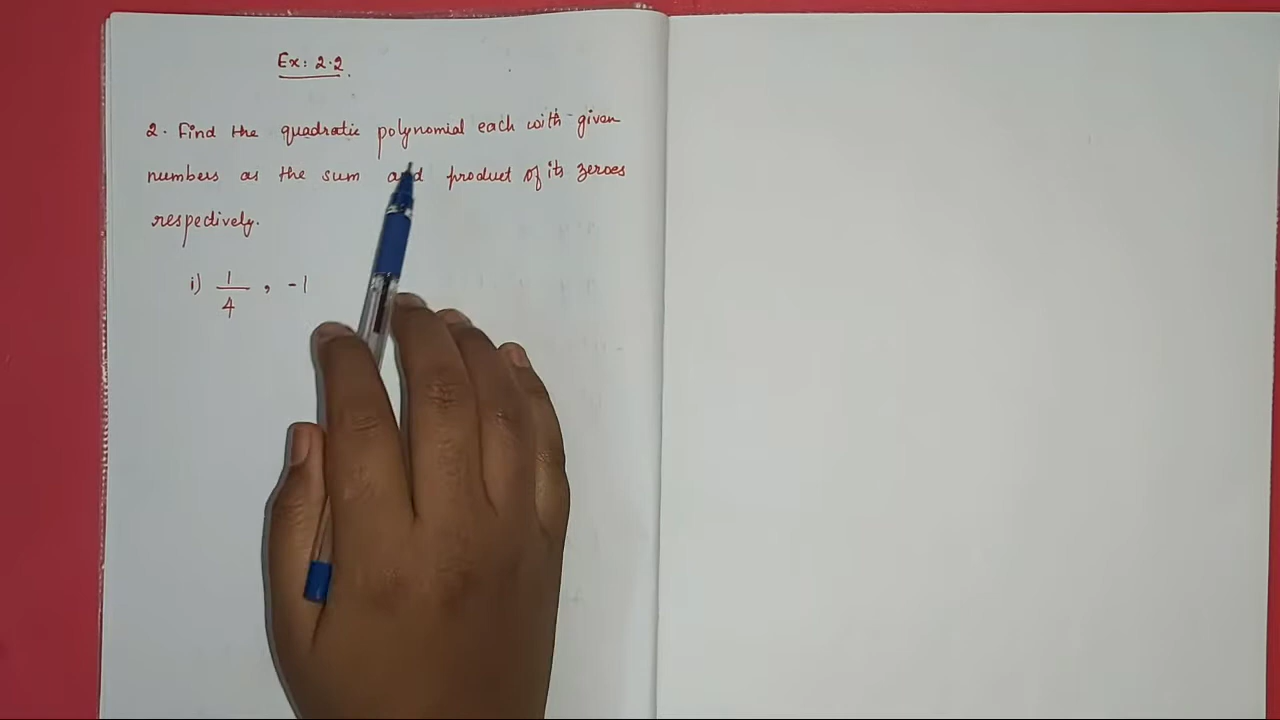 Ex: 2.2.
2. Find the quadratic polynomial each with given
numbers as the sum and product of its zeroes
respectively.
i) 1/4 , -1